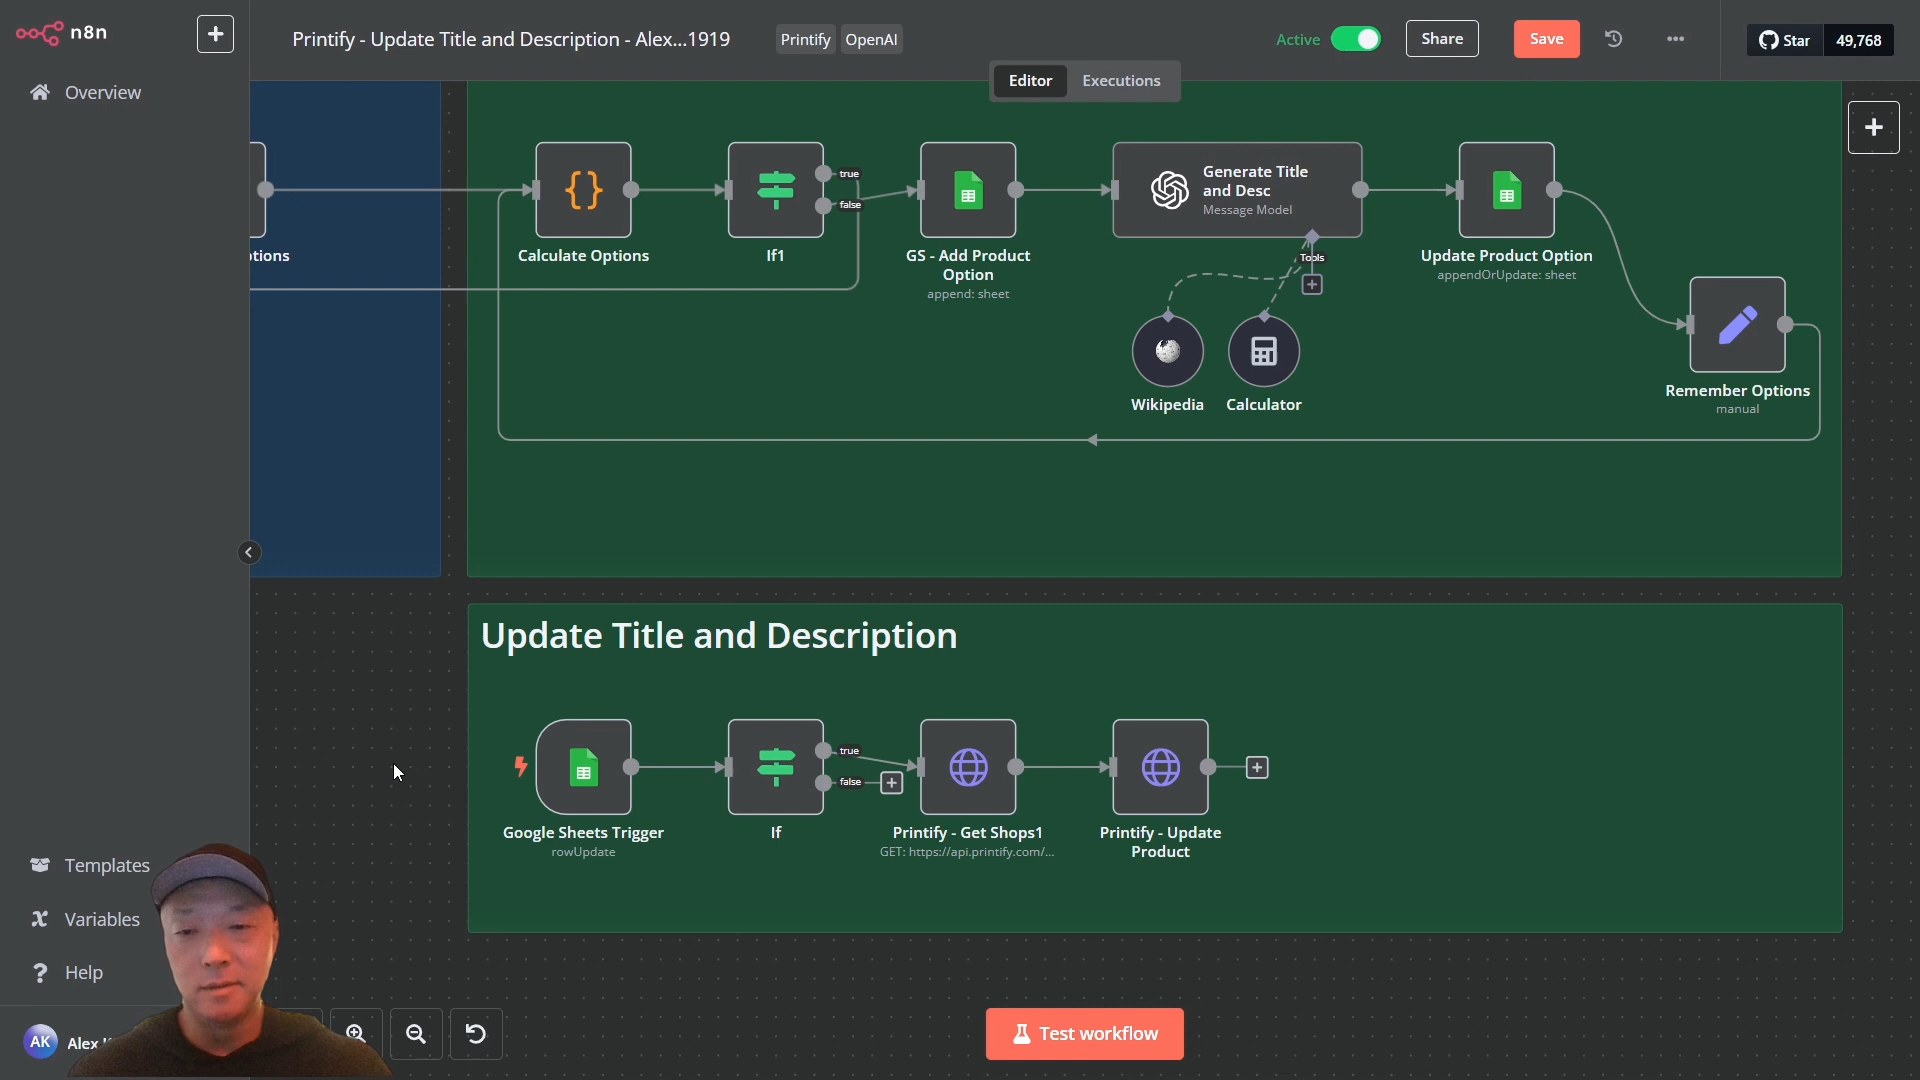 n8n
Printify - Update Title and Description - Alex...1919
Printify
OpenAI
Active
Share
Save
Star
49,768
Editor
Executions
Overview
true
false
Generate Title
and Desc
Message Model
Tools
tions
Calculate Options
If1
GS - Add Product
Option
append: sheet
Update Product Option
appendOrUpdate: sheet
Wikipedia
Calculator
Remember Options
manual
Update Title and Description
true
false
Google Sheets Trigger
rowUpdate
If
Printify - Get Shops1
GET: https://api.printify.com/...
Printify - Update
Product
Templates
Variables
Help
AK
Alex
Test workflow